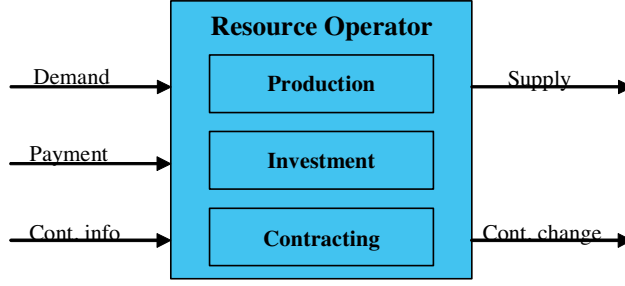 Resource Operator
Demand
Production
Supply
Payment
Investment
Cont. info
Contracting
Cont. change